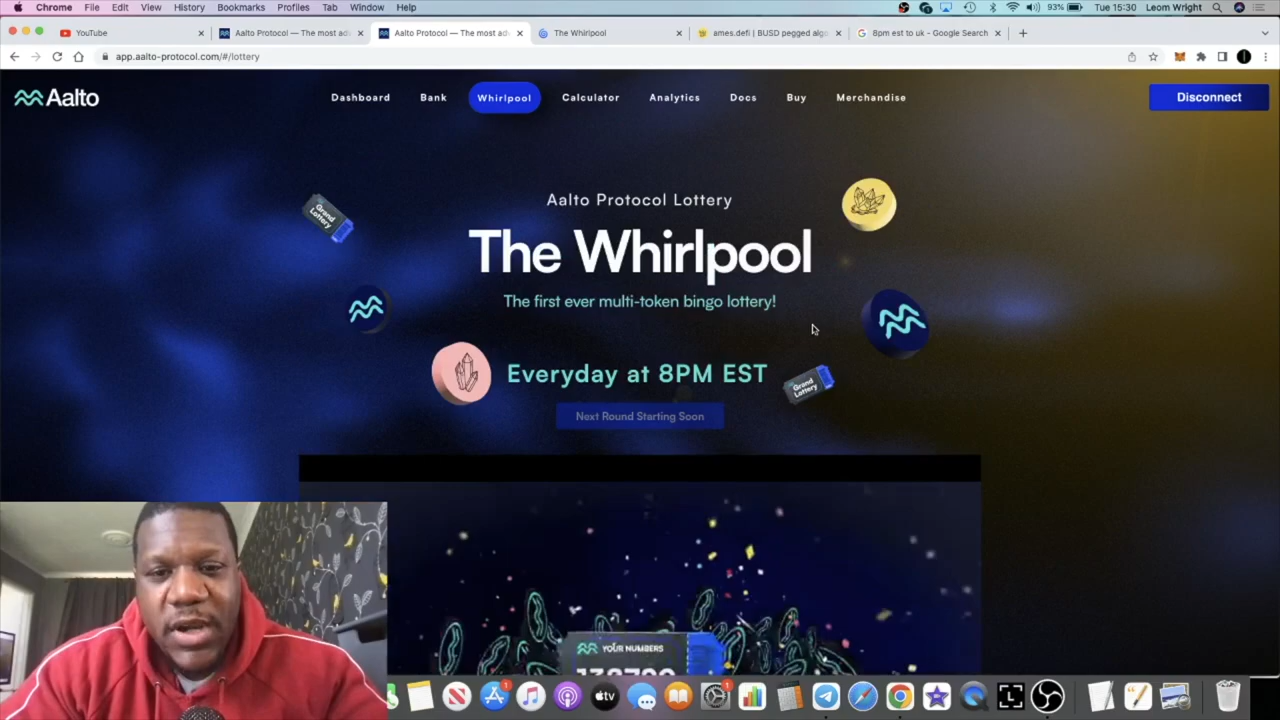 Chrome File Edit View History Bookmarks Profiles Tab Window Help 93% Tue 15:30 Leom Wright
YouTube Aalto Protocol — The most ad Aalto Protocol — The most ad The Whirlpool ames.defi | BUSD pegged alg 8pm est to uk - Google Search
app.aalto-protocol.com/#/lottery
Aalto Dashboard Bank Whirlpool Calculator Analytics Docs Buy Merchandise Disconnect
Aalto Protocol Lottery
Grand
Lottery
The Whirlpool
The first ever multi-token bingo lottery!
Everyday at 8PM EST
Grand
Lottery
Next Round Starting Soon
YOUR NUMBERS
tv